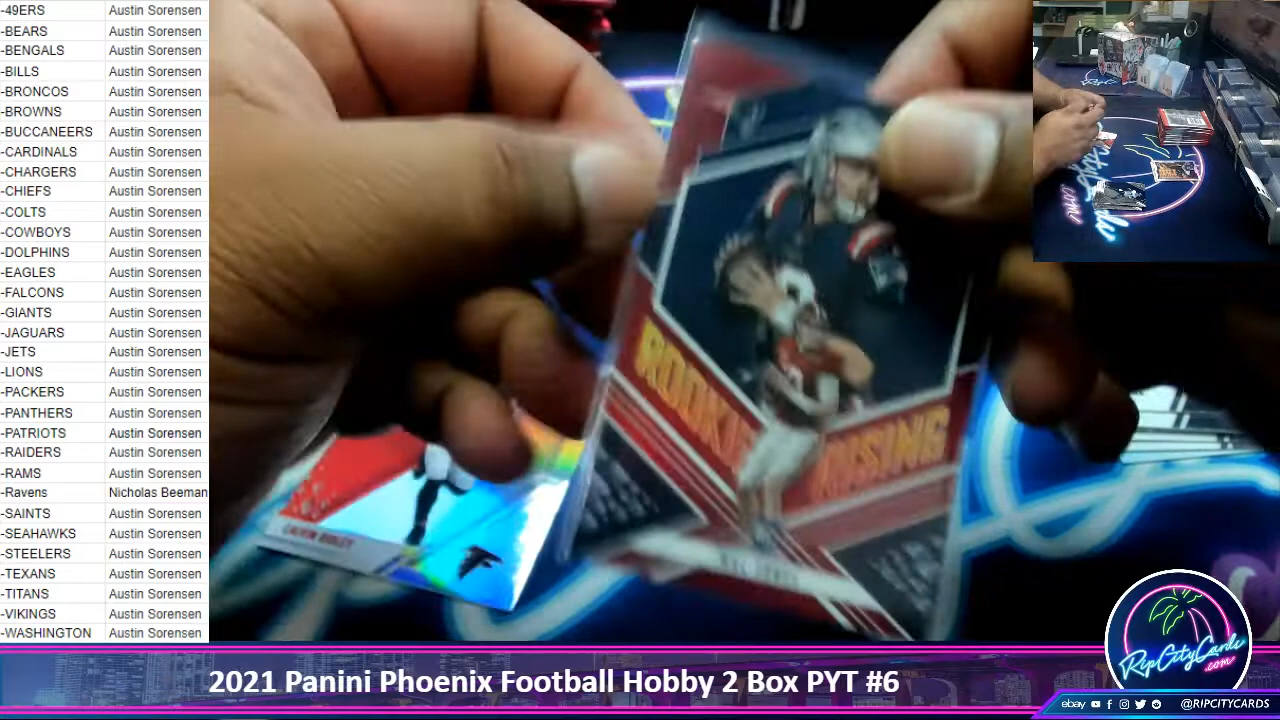 -49ERS Austin Sorensen
-BEARS Austin Sorensen
-BENGALS Austin Sorensen
-BILLS Austin Sorensen
-BRONCOS Austin Sorensen
-BROWNS Austin Sorensen
-BUCCANEERS Austin Sorensen
-CARDINALS Austin Sorensen
-CHARGERS Austin Sorensen
-CHIEFS Austin Sorensen
-COLTS Austin Sorensen
-COWBOYS Austin Sorensen
-DOLPHINS Austin Sorensen
-EAGLES Austin Sorensen
-FALCONS Austin Sorensen
-GIANTS Austin Sorensen
-JAGUARS Austin Sorensen
-JETS Austin Sorensen
-LIONS Austin Sorensen
-PACKERS Austin Sorensen
-PANTHERS Austin Sorensen
-PATRIOTS Austin Sorensen
-RAIDERS Austin Sorensen
-RAMS Austin Sorensen
-Ravens Nicholas Beeman
-SAINTS Austin Sorensen
-SEAHAWKS Austin Sorensen
-STEELERS Austin Sorensen
-TEXANS Austin Sorensen
-TITANS Austin Sorensen
-VIKINGS Austin Sorensen
-WASHINGTON Austin Sorensen
ROOKIE
CALVIN RIDLEY
RipCityCards
.com
2021 Panini Phoenix Football Hobby 2 Box PYT #6
ebay @RIPCITYCARDS